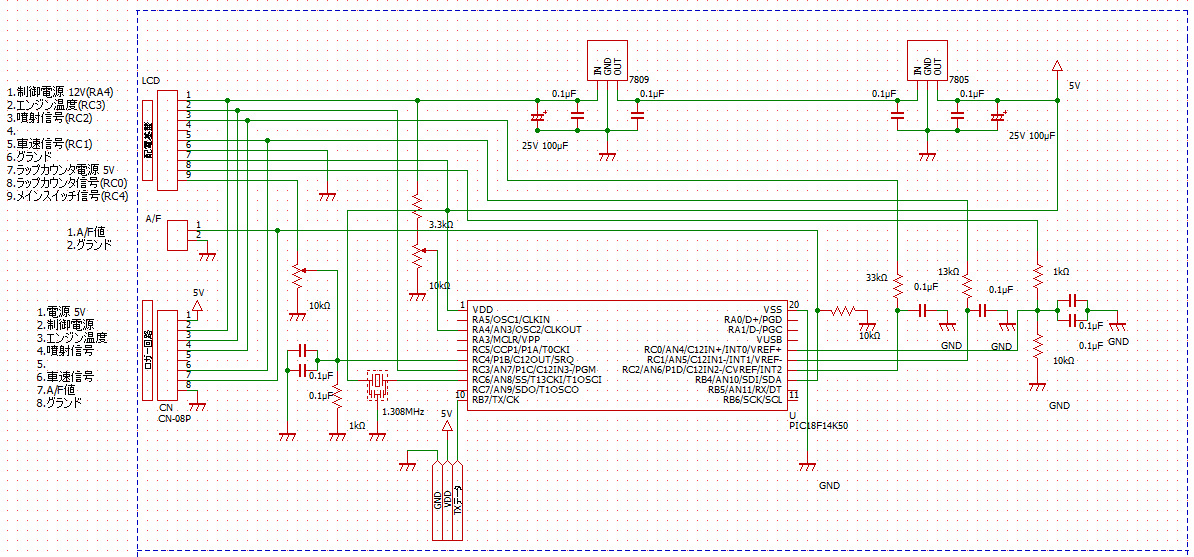 LCD
1.制御電源 12V(RA4)
2.エンジン温度(RC3)
3.噴射信号(RC2)
4.
5.車速信号(RC1)
6.グランド
7.ラップカウンタ電源 5V
8.ラップカウンタ信号(RC0)
9.メインスイッチ信号(RC4)
配電基盤
1
2
3
4
5
6
7
8
9
IN
GND
OUT
7809
0.1μF
0.1μF
25V 100μF
IN
GND
OUT
7805
0.1μF
0.1μF
25V 100μF
5V
A/F
1.A/F値
2.グランド
1
2
3.3kΩ
10kΩ
10kΩ
33kΩ
0.1μF
13kΩ
0.1μF
1kΩ
0.1μF
0.1μF
GND
GND
GND
10kΩ
10kΩ
GND
5V
1.電源 5V
2.制御電源
3.エンジン温度
4.噴射信号
5.
6.車速信号
7.A/F値
8.グランド
ロガー回路
1
2
3
4
5
6
7
8
CN
CN-08P
0.1μF
0.1μF
1kΩ
1.308MHz
1
VDD
RA5/OSC1/CLKIN
RA4/AN3/OSC2/CLKOUT
RA3/MCLR/VPP
RC5/CCP1/P1A/T0CKI
RC4/P1B/C12OUT/SRQ
RC3/AN7/P1C/C12IN3-/PGM
RC6/AN8/SS/T13CKI/T1OSCI
RC7/AN9/SDO/T1OSCO
10
RB7/TX/CK
20
VSS
RA0/D+/PGD
RA1/D-/PGC
VUSB
RC0/AN4/C12IN+/INT0/VREF+
RC1/AN5/C12IN1-/INT1/VREF-
RC2/AN6/P1D/C12IN2-/CVREF/INT2
RB4/AN10/SDI/SDA
RB5/AN11/RX/DT
11
RB6/SCK/SCL
U
PIC18F14K50
5V
GND
VDD
TXデータ
GND